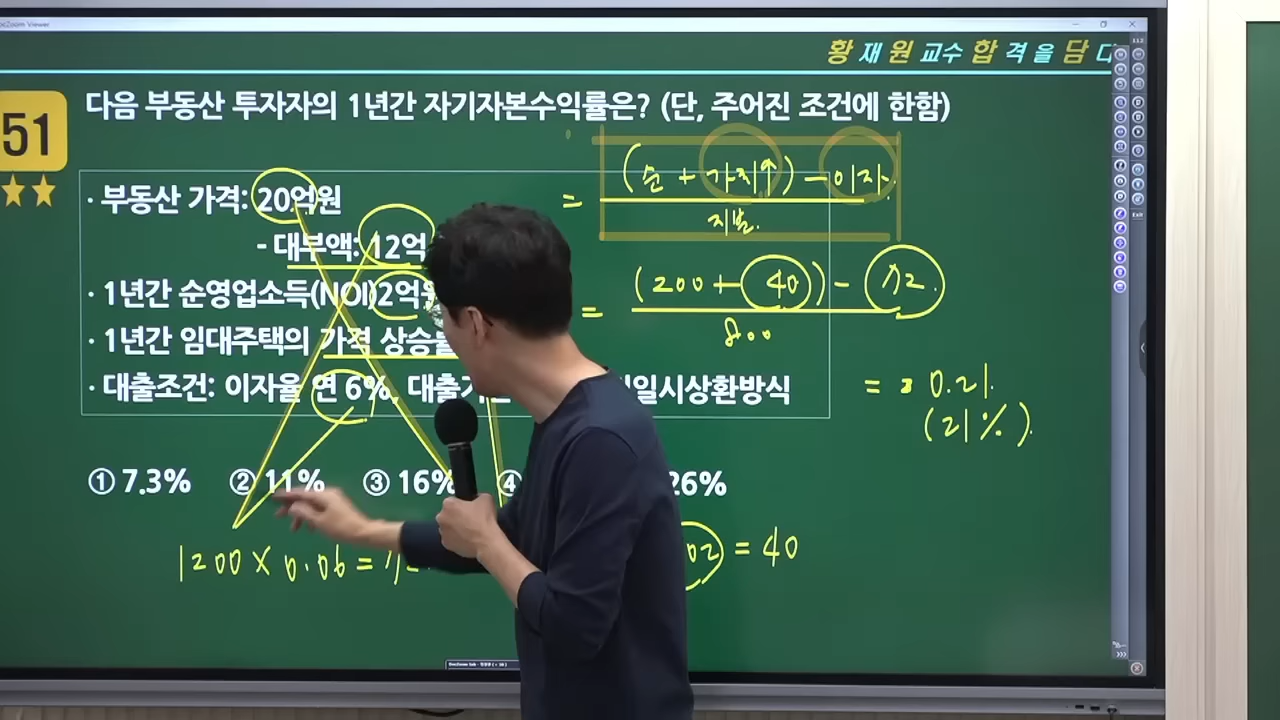 DocZoom Viewer
황재원 교수 합격을 담다
51
다음 부동산 투자자의 1년간 자기자본수익률은? (단, 주어진 조건에 한함)
· 부동산 가격: 20억원
- 대부액: 12억
· 1년간 순영업소득(NOI)2억원
· 1년간 임대주택의 가격 상승률
· 대출조건: 이자율 연 6%, 대출기 일시상환방식
① 7.3% ② 11% ③ 16% ④ 26%
= (순 + 가치↑) - 이자
지분
= (200 + 40) - 72
800
= 0.21
(21%)
1200 × 0.06 = 72
02 = 40